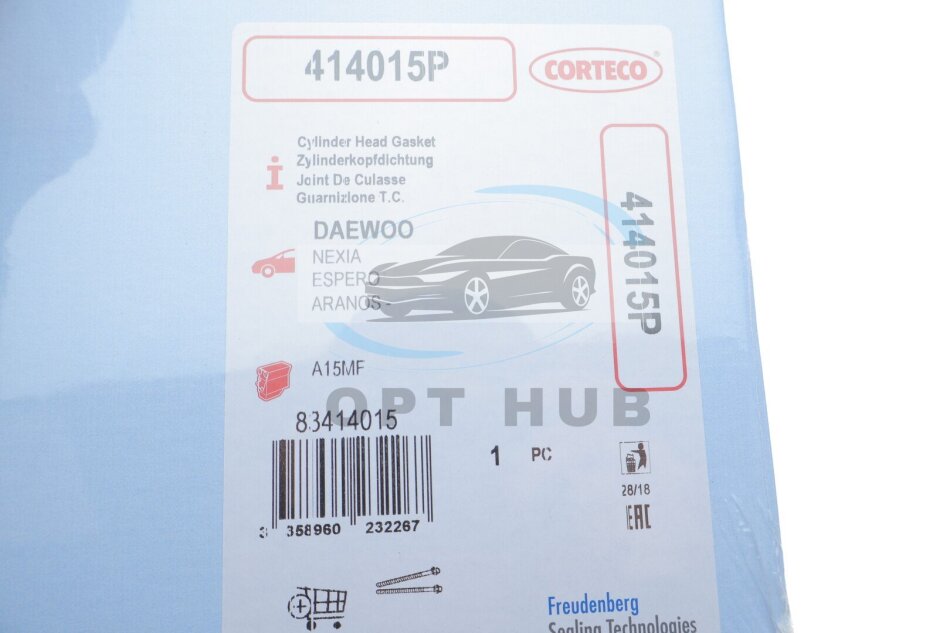 414015P
CORTECO®
Cylinder Head Gasket
Zylinderkopfdichtung
Joint De Culasse
Guarnizione T.C.
414015P
DAEWOO
NEXIA
ESPERO
ARANOS -
A15MF
OPT HUB
83414015
1 PC
3 358960 232267
28/18
EAC
Freudenberg
Sealing Technologies